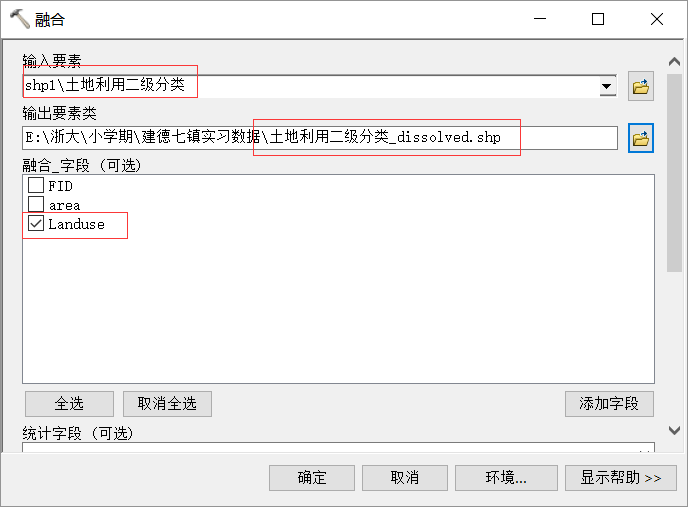 融合
输入要素
shp1\土地利用二级分类
输出要素类
E:\浙大\小学期\建德七镇实习数据\土地利用二级分类_dissolved.shp
融合_字段 (可选)
FID
area
Landuse
全选
取消全选
添加字段
统计字段 (可选)
确定
取消
环境...
显示帮助 >>